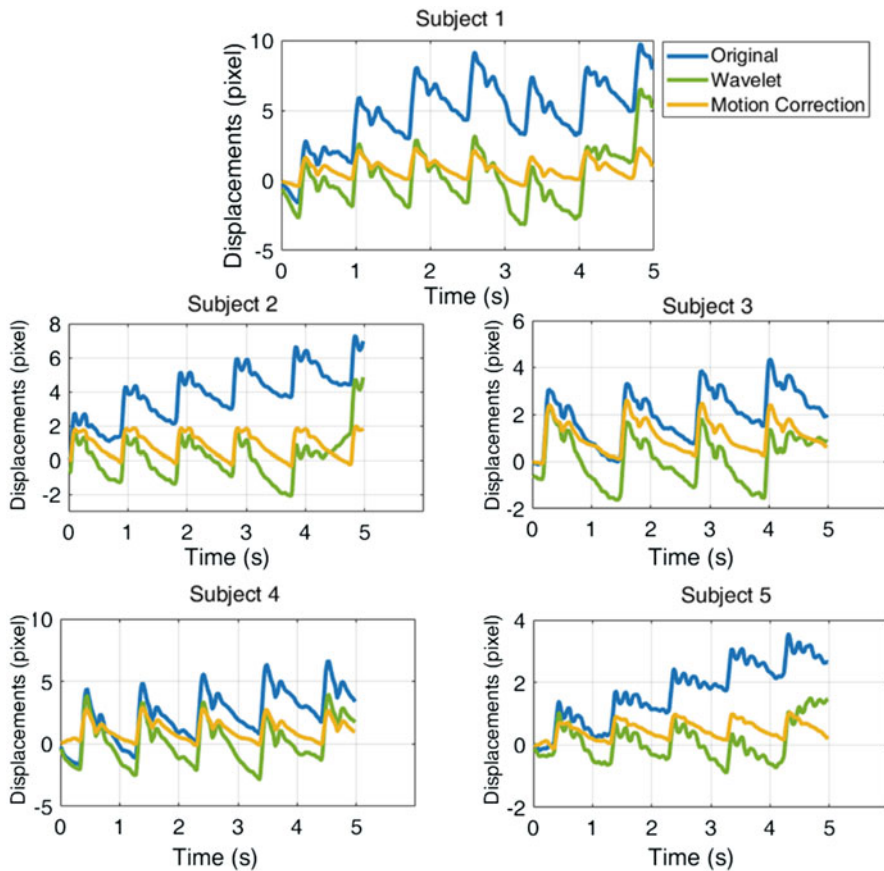 Subject 1
Displacements (pixel)
10
5
0
-5
0 1 2 3 4 5
Time (s)
Original
Wavelet
Motion Correction
Subject 2
Displacements (pixel)
8
6
4
2
0
-2
0 1 2 3 4 5
Time (s)
Subject 3
Displacements (pixel)
6
4
2
0
-2
0 1 2 3 4 5
Time (s)
Subject 4
Displacements (pixel)
10
5
0
-5
0 1 2 3 4 5
Time (s)
Subject 5
Displacements (pixel)
4
2
0
-2
0 1 2 3 4 5
Time (s)